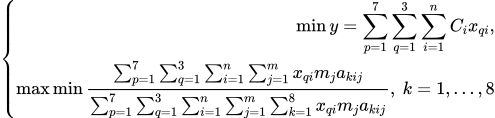 \min y = \sum_{p=1}^{7} \sum_{q=1}^{3} \sum_{i=1}^{n} C_i x_{qi},
\max \min \frac{\sum_{p=1}^{7} \sum_{q=1}^{3} \sum_{i=1}^{n} \sum_{j=1}^{m} x_{qi} m_j a_{kij}}{\sum_{p=1}^{7} \sum_{q=1}^{3} \sum_{i=1}^{n} \sum_{j=1}^{m} \sum_{k=1}^{8} x_{qi} m_j a_{kij}}, \; k = 1, \ldots, 8